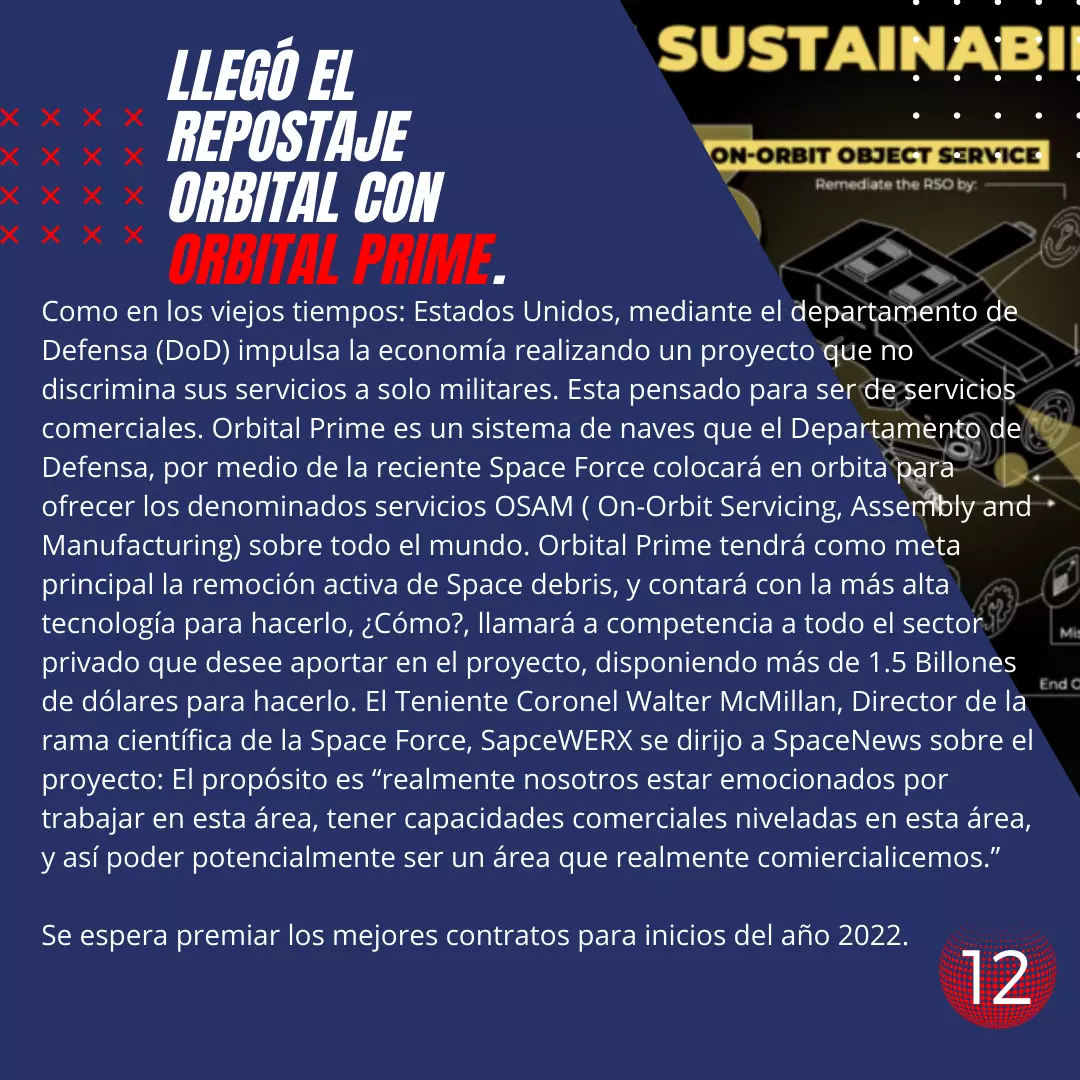 LLEGÓ EL
REPOSTAJE
ORBITAL CON
ORBITAL PRIME.
SUSTAINABI
ON-ORBIT OBJECT SERVICE
Remediate the RSO by:
Como en los viejos tiempos: Estados Unidos, mediante el departamento de
Defensa (DoD) impulsa la economía realizando un proyecto que no
discrimina sus servicios a solo militares. Esta pensado para ser de servicios
comerciales. Orbital Prime es un sistema de naves que el Departamento de
Defensa, por medio de la reciente Space Force colocará en orbita para
ofrecer los denominados servicios OSAM ( On-Orbit Servicing, Assembly and
Manufacturing) sobre todo el mundo. Orbital Prime tendrá como meta
principal la remoción activa de Space debris, y contará con la más alta
tecnología para hacerlo, ¿Cómo?, llamará a competencia a todo el sector
privado que desee aportar en el proyecto, disponiendo más de 1.5 Billones
de dólares para hacerlo. El Teniente Coronel Walter McMillan, Director de la
rama científica de la Space Force, SapceWERX se dirijo a SpaceNews sobre el
proyecto: El propósito es “realmente nosotros estar emocionados por
trabajar en esta área, tener capacidades comerciales niveladas en esta área,
y así poder potencialmente ser un área que realmente comiercialicemos.”
Se espera premiar los mejores contratos para inicios del año 2022.
Mis
End O
12